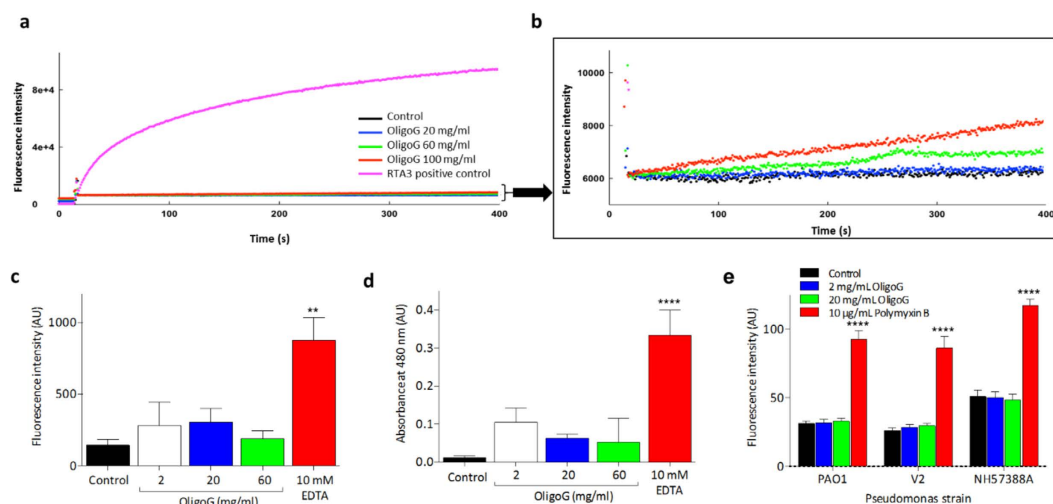 a
Fluorescence intensity
8e+4
4e+4
0
0
100
200
300
400
Time (s)
Control
OligoG 20 mg/ml
OligoG 60 mg/ml
OligoG 100 mg/ml
RTA3 positive control
b
Fluorescence intensity
10000
8000
6000
0
100
200
300
400
Time (s)
c
Fluorescence intensity (AU)
1000
500
0
**
Control
2
20
60
10 mM
EDTA
OligoG (mg/ml)
d
Absorbance at 480 nm (AU)
0.4
0.3
0.2
0.1
0.0
****
Control
2
20
60
10 mM
EDTA
OligoG (mg/ml)
e
Control
2 mg/mL OligoG
20 mg/mL OligoG
10 µg/mL Polymyxin B
Fluorescence intensity (AU)
100
50
0
****
****
****
PAO1
V2
NH57388A
Pseudomonas strain